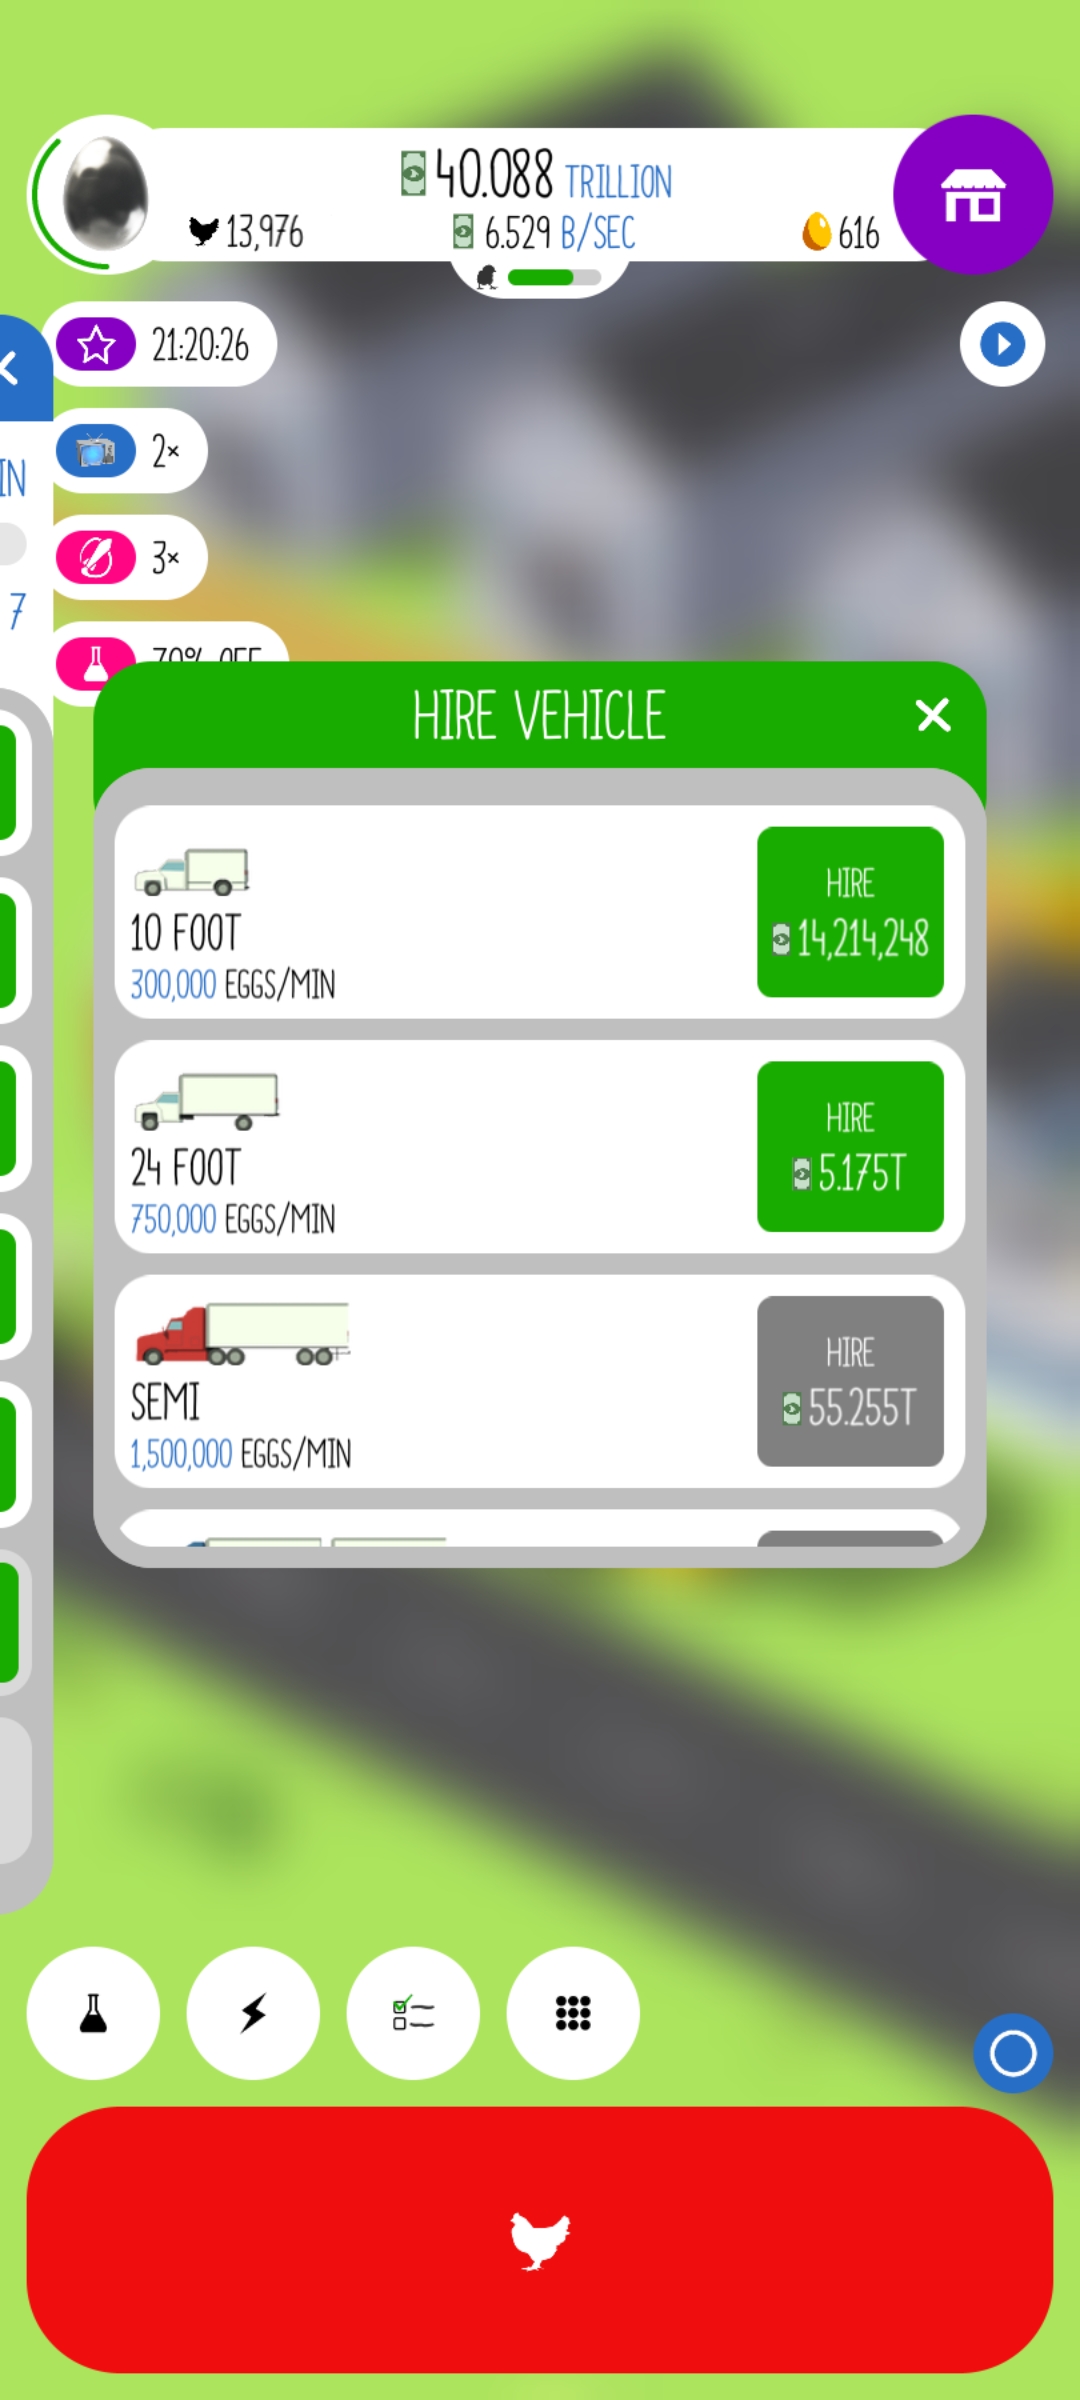 40.088 TRILLION
13,976
6.529 B/SEC
616
21:20:26
2×
IN
3×
7
70% OFF
HIRE VEHICLE
10 FOOT
300,000 EGGS/MIN
HIRE
14,214,248
24 FOOT
750,000 EGGS/MIN
HIRE
5.175T
SEMI
1,500,000 EGGS/MIN
HIRE
55.255T